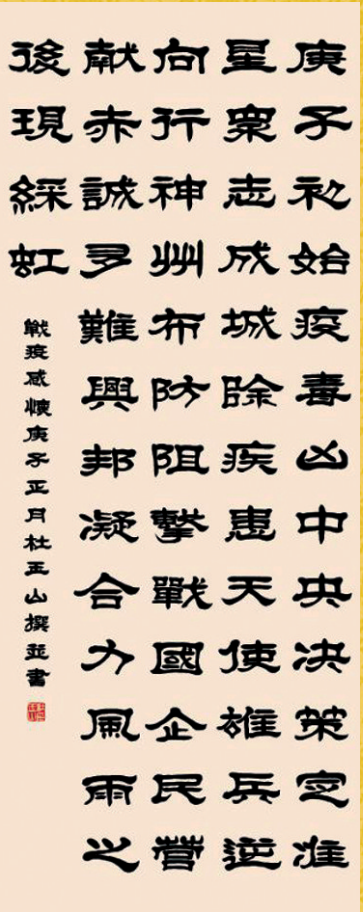 庚子初始疫毒凶中央决策定准
星眾志成城除疾患天使雄兵逆
向行神州布防阻擊戰國企民營
献赤誠多難興邦凝合力風雨之
後現綵虹
戰疫感懷庚子正月杜玉山撰並書